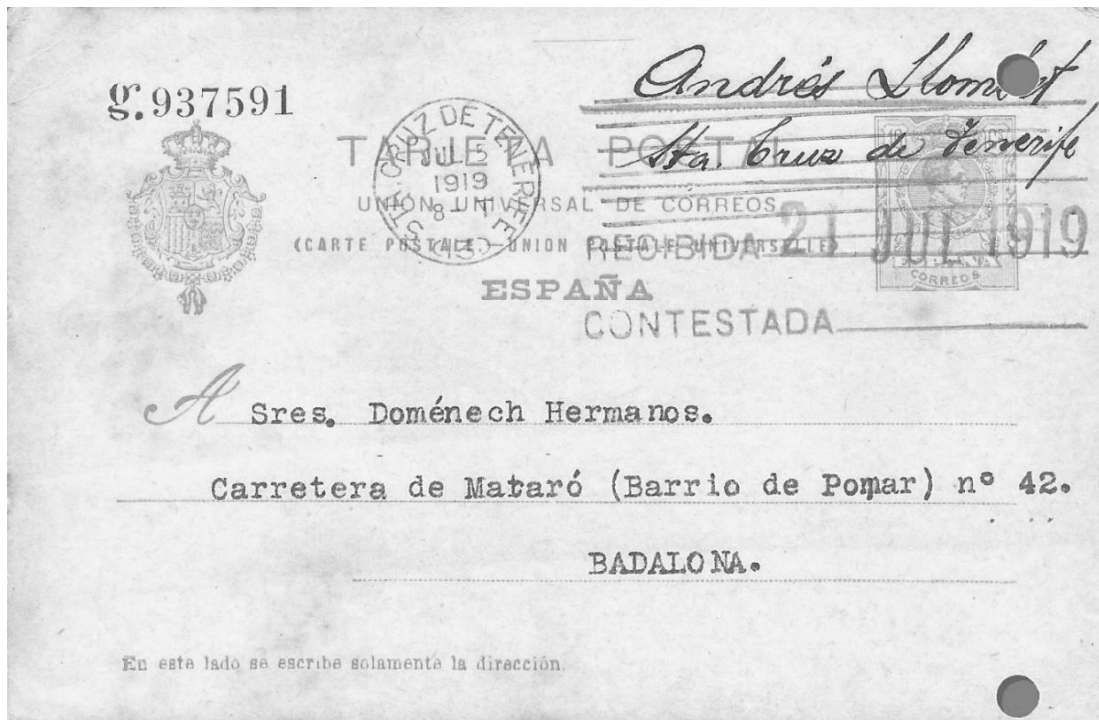 g. 937591
Andrés
Sta. Cruz de Tenerife
STA. CRUZ DE TENERIFE
JUL 5
1919
TARJETA POSTAL
UNIÓN UNIVERSAL DE CORREOS
(CARTE POSTALE.) UNION POSTALE UNIVERSELLE
RECIBIDA 21 JUL 1919
ESPAÑA
CORREOS
CONTESTADA
A Sres. Doménech Hermanos.
Carretera de Mataró (Barrio de Pomar) nº 42.
BADALONA.
En este lado se escribe solamente la dirección.